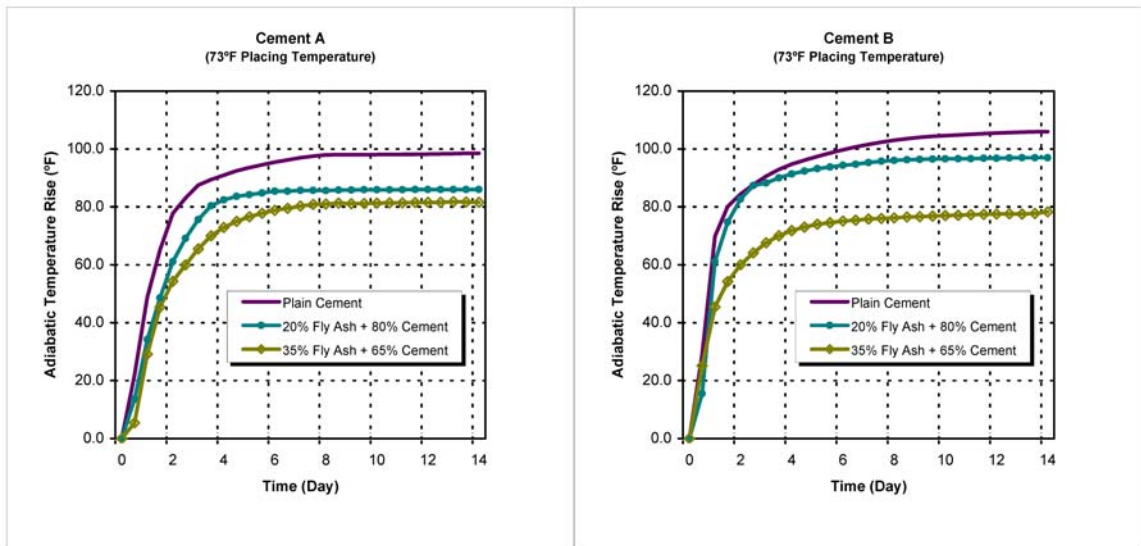 Cement A
(73ºF Placing Temperature)
Adiabatic Temperature Rise (ºF)
120.0
100.0
80.0
60.0
40.0
20.0
0.0
Plain Cement
20% Fly Ash + 80% Cement
35% Fly Ash + 65% Cement
0 2 4 6 8 10 12 14
Time (Day)
Cement B
(73ºF Placing Temperature)
Adiabatic Temperature Rise (ºF)
120.0
100.0
80.0
60.0
40.0
20.0
0.0
Plain Cement
20% Fly Ash + 80% Cement
35% Fly Ash + 65% Cement
0 2 4 6 8 10 12 14
Time (Day)